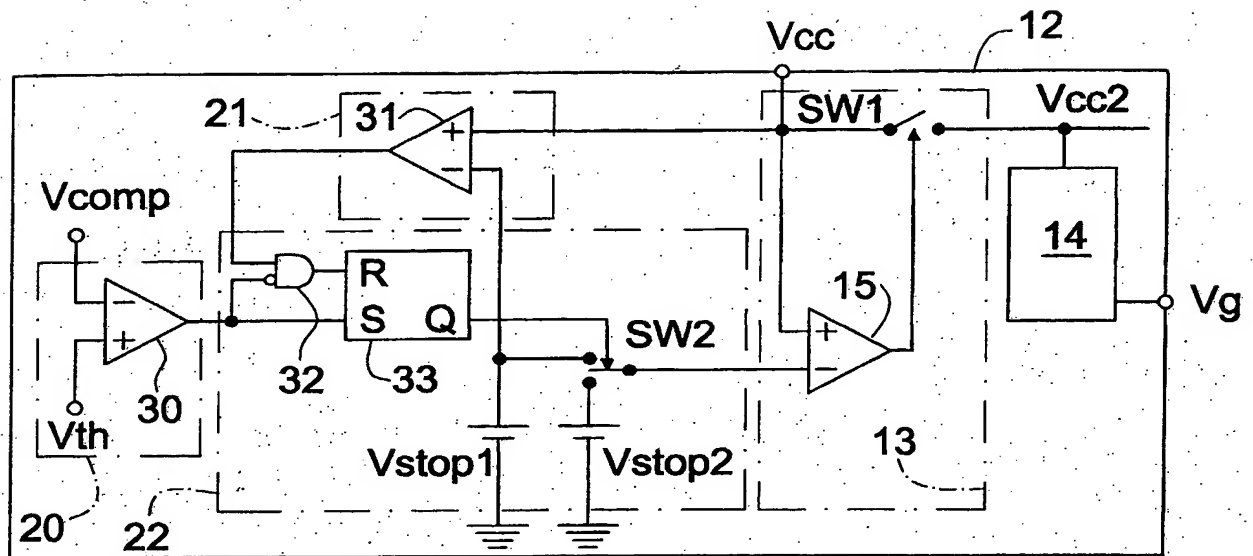 12
Vcc
21
31
+
−
SW1
Vcc2
Vcomp
14
−
+
R
S Q
15
+
−
Vg
SW2
32
33
30
Vth
Vstop1
Vstop2
13
20
22